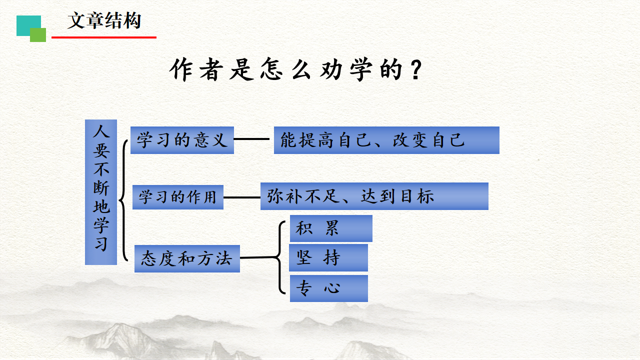 文章结构
作者是怎么劝学的？
人要不断地学习
学习的意义
能提高自己、改变自己
学习的作用
弥补不足、达到目标
态度和方法
积 累
坚 持
专 心